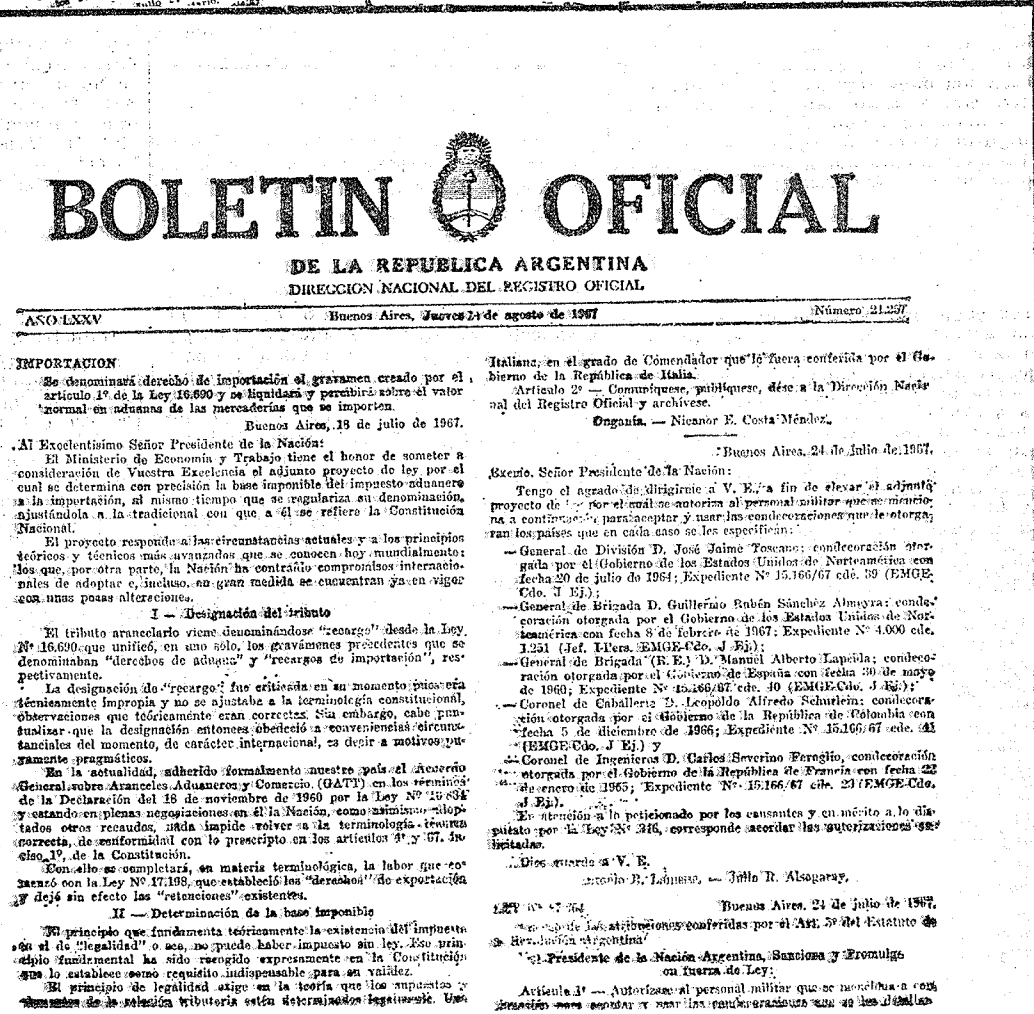 BOLETIN OFICIAL
DE LA REPUBLICA ARGENTINA
DIRECCION NACIONAL DEL REGISTRO OFICIAL
AÑO LXXV
Buenos Aires, Jueves 24 de agosto de 1967
Número 21.257
IMPORTACION
Se denominará derecho de importación el gravamen creado por el
artículo 1º de la Ley 16.690 y se liquidará y percibirá sobre el valor
normal en aduanas de las mercaderías que se importen.
Buenos Aires, 18 de julio de 1967.
Al Excelentísimo Señor Presidente de la Nación:
El Ministerio de Economía y Trabajo tiene el honor de someter a
consideración de Vuestra Excelencia el adjunto proyecto de ley por el
cual se determina con precisión la base imponible del impuesto aduanero
a la importación, al mismo tiempo que se regulariza su denominación,
ajustándola a la tradicional con que a él se refiere la Constitución
Nacional.
El proyecto responde a las circunstancias actuales y a los principios
teóricos y técnicos más avanzados que se conocen hoy mundialmente;
los que, por otra parte, la Nación ha contraído compromisos internacio-
nales de adoptar e, incluso, en gran medida se encuentran ya en vigor
con unas pocas alteraciones.
I — Designación del tributo
El tributo arancelario viene denominándose "recargo" desde la Ley
Nº 16.690 que unificó, en uno sólo, los gravámenes precedentes que se
denominaban "derechos de aduana" y "recargos de importación", res-
pectivamente.
La designación de "recargo" fue criticada en su momento pues era
técnicamente impropia y no se ajustaba a la terminología constitucional,
observaciones que teóricamente eran correctas. Sin embargo, cabe pun-
tualizar que la designación entonces obedeció a conveniencias circuns-
tanciales del momento, de carácter internacional, es decir a motivos pu-
ramente pragmáticos.
En la actualidad, adherido formalmente nuestro país al Acuerdo
General sobre Aranceles Aduaneros y Comercio (GATT) en los términos
de la Declaración del 18 de noviembre de 1960 por la Ley Nº
y estando en plenas negociaciones en él la Nación, como asimismo adop-
tados otros recaudos, nada impide volver a la terminología técnica
correcta, de conformidad con lo prescripto en los artículos 4º y 67, In-
ciso 1º, de la Constitución.
Con ello se completará, en materia terminológica, la labor que co-
menzó con la Ley Nº 17.198, que estableció los "derechos" de exportación
y dejó sin efecto las "retenciones" existentes.
II — Determinación de la base imponible
El principio que fundamenta teóricamente la existencia del impuesto
es el de "legalidad" o sea, no puede haber impuesto sin ley. Ese prin-
cipio fundamental ha sido recogido expresamente en la Constitución
que lo establece como requisito indispensable para su validez.
El principio de legalidad exige en la teoría que los supuestos y
elementos de la relación tributaria estén determinados legalmente. Una
Italiana, en el grado de Comendador que le fuera conferida por el Go-
bierno de la República de Italia.
Artículo 2º — Comuníquese, publíquese, dése a la Dirección Nacio
nal del Registro Oficial y archívese.
Onganía. — Nicanor E. Costa Méndez.
Buenos Aires, 24 de julio de 1967.
Excmo. Señor Presidente de la Nación:
Tengo el agrado de dirigirme a V. E. a fin de elevar el adjunto
proyecto de por el cual se autoriza al personal militar que se mencio-
na a continuación para aceptar y usar las condecoraciones que le otorga-
ran los países que en cada caso se les especifican:
— General de División D. José Jaime Toscano; condecoración otor-
gada por el Gobierno de los Estados Unidos de Norteamérica con
fecha 20 de julio de 1964; Expediente Nº 15.166/67 cde. 39 (EMGE-
Cdo. J Ej.);
— General de Brigada D. Guillermo Rubén Sánchez Almeyra; conde-
coración otorgada por el Gobierno de los Estados Unidos de Nor-
teamérica con fecha 8 de febrero de 1967; Expediente Nº 4.000 cde.
1.251 (Jef. I-Pers. EMGE-Cdo. J Ej.);
— General de Brigada (R. E.) D. Manuel Alberto Lapeida; condeco-
ración otorgada por el Gobierno de España con fecha 30 de mayo
de 1960; Expediente Nº 15.166/67 cde. 40 (EMGE-Cdo. J Ej.);
— Coronel de Caballería D. Leopoldo Alfredo Schurlein; condecora-
ción otorgada por el Gobierno de la República de Colombia con
fecha 5 de diciembre de 1966; Expediente Nº 15.166/67 cde. 41
(EMGE-Cdo. J Ej.) y
— Coronel de Ingenieros D. Carlos Severino Feroglio, condecoración
otorgada por el Gobierno de la República de Francia con fecha 22
de enero de 1965; Expediente Nº 15.166/67 cde. 23 (EMGE-Cdo.
J Ej.).
En atención a lo peticionado por los causantes y en mérito a lo dis-
puesto por la Ley Nº 346, corresponde acordar las autorizaciones so-
licitadas.
Dios guarde a V. E.
Antonio R. Lanusse. — Julio R. Alsogaray.
LEY Nº
Buenos Aires, 24 de julio de 1967.
En uso de las atribuciones conferidas por el Art. 5º del Estatuto de
la Revolución Argentina
El Presidente de la Nación Argentina, Sanciona y Promulga
con fuerza de Ley:
Artículo 1º — Autorízase al personal militar que se menciona a con
tinuación para aceptar y usar las condecoraciones que se les detallan